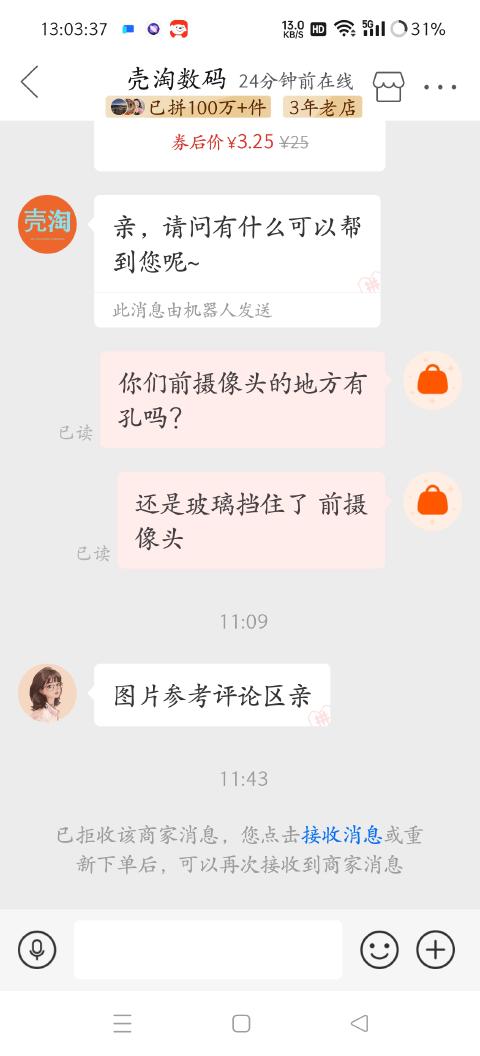 13:03:37 13.0 KB/S HD 5G 31%
壳淘数码 24分钟前在线
已拼100万+件 3年老店
券后价¥3.25 ¥25
壳淘
亲，请问有什么可以帮
到您呢~
拼
此消息由机器人发送
你们前摄像头的地方有
孔吗？
已读
还是玻璃挡住了 前摄
像头
已读
11:09
图片参考评论区亲
拼
11:43
已拒收该商家消息，您点击接收消息或重
新下单后，可以再次接收到商家消息